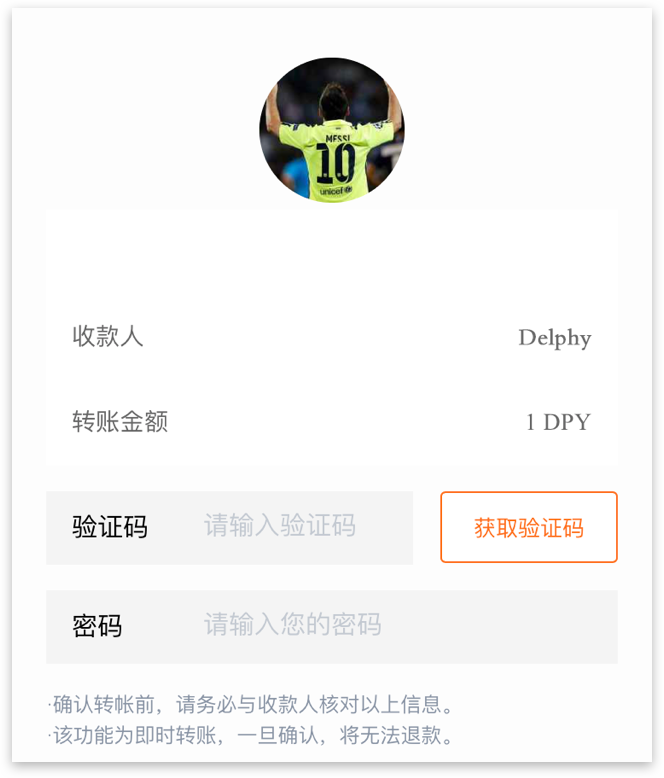 MESSI
10
unicef
收款人 Delphy
转账金额 1 DPY
验证码 请输入验证码 获取验证码
密码 请输入您的密码
·确认转帐前，请务必与收款人核对以上信息。
·该功能为即时转账，一旦确认，将无法退款。